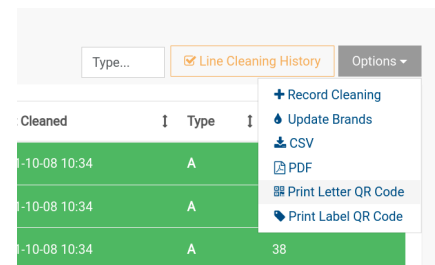 Type...
Line Cleaning History
Options
Record Cleaning
Cleaned
Type
Update Brands
CSV
1-10-08 10:34
A
PDF
Print Letter QR Code
1-10-08 10:34
A
Print Label QR Code
1-10-08 10:34
A
38